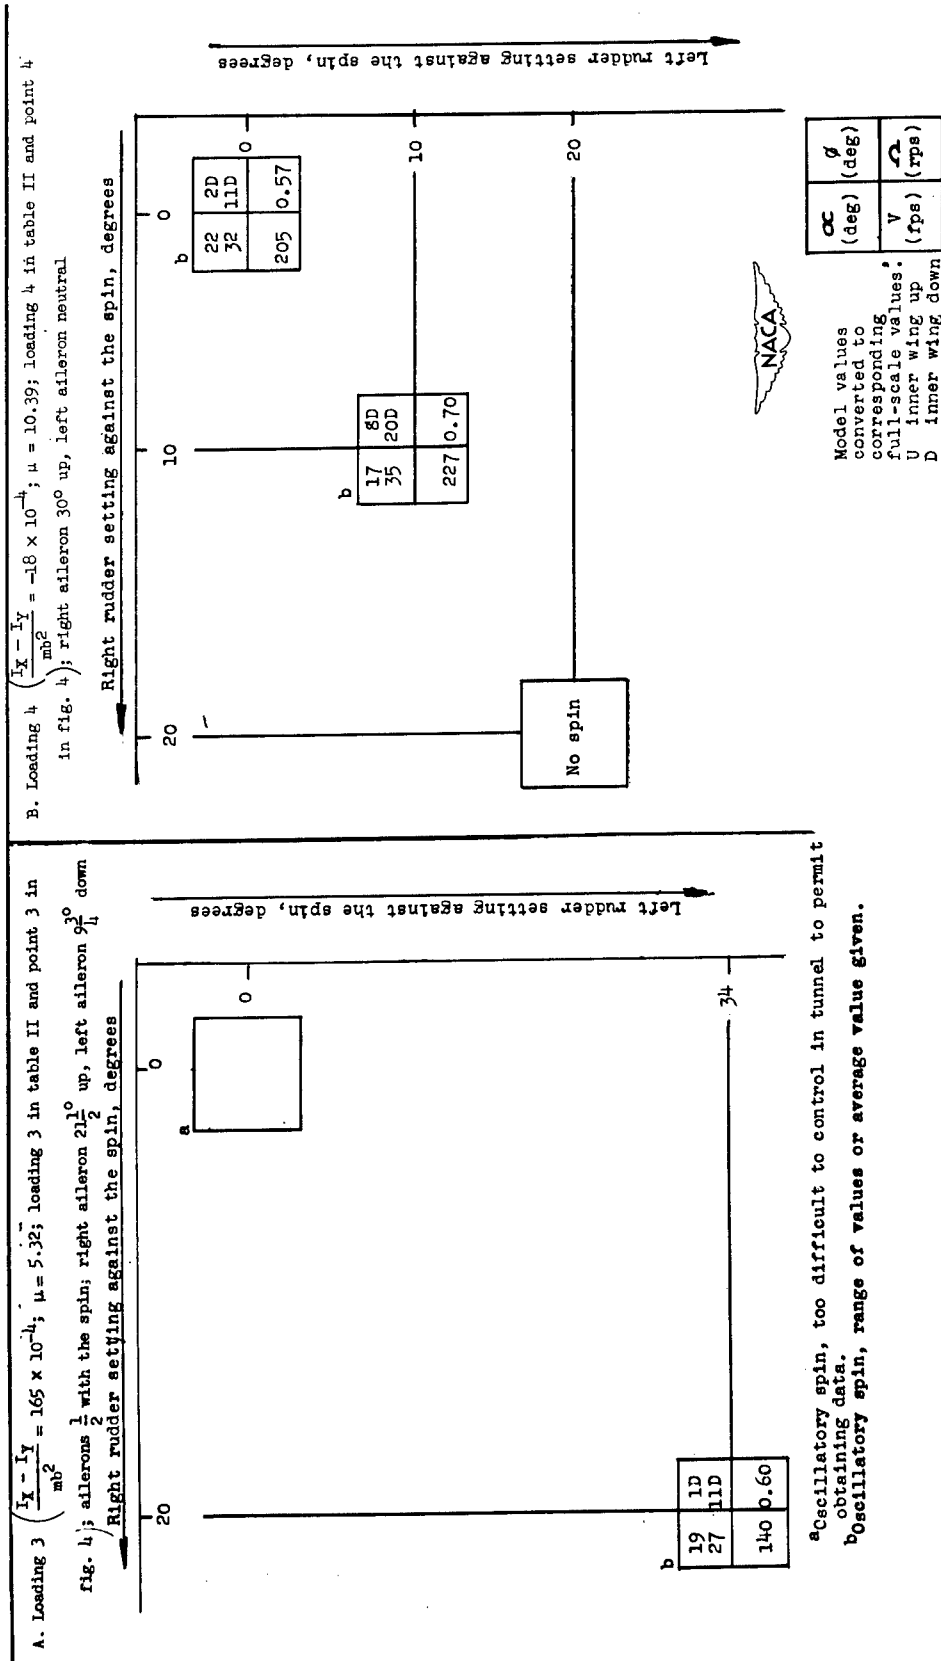 A. Loading 3 (I_X − I_Y / mb² = 165 × 10⁻⁴; μ = 5.32; loading 3 in table II and point 3 in
fig. 4); ailerons 1/2 with the spin; right aileron 21 1/2° up, left aileron 9 3/4° down
Right rudder setting against the spin, degrees
20
0
Left rudder setting against the spin, degrees
0
34
a
b
19 1D
27 11D
140 0.60
B. Loading 4 (I_X − I_Y / mb² = −18 × 10⁻⁴; μ = 10.39; loading 4 in table II and point 4
in fig. 4); right aileron 30° up, left aileron neutral
Right rudder setting against the spin, degrees
20
10
0
Left rudder setting against the spin, degrees
0
10
20
b
22 2D
32 11D
205 0.57
b
17 8D
35 20D
227 0.70
No spin
ᵃOscillatory spin, too difficult to control in tunnel to permit
obtaining data.
ᵇOscillatory spin, range of values or average value given.
NACA
Model values
converted to
corresponding
full-scale values.
U inner wing up
D inner wing down
α ø
(deg) (deg)
V Ω
(fps) (rps)